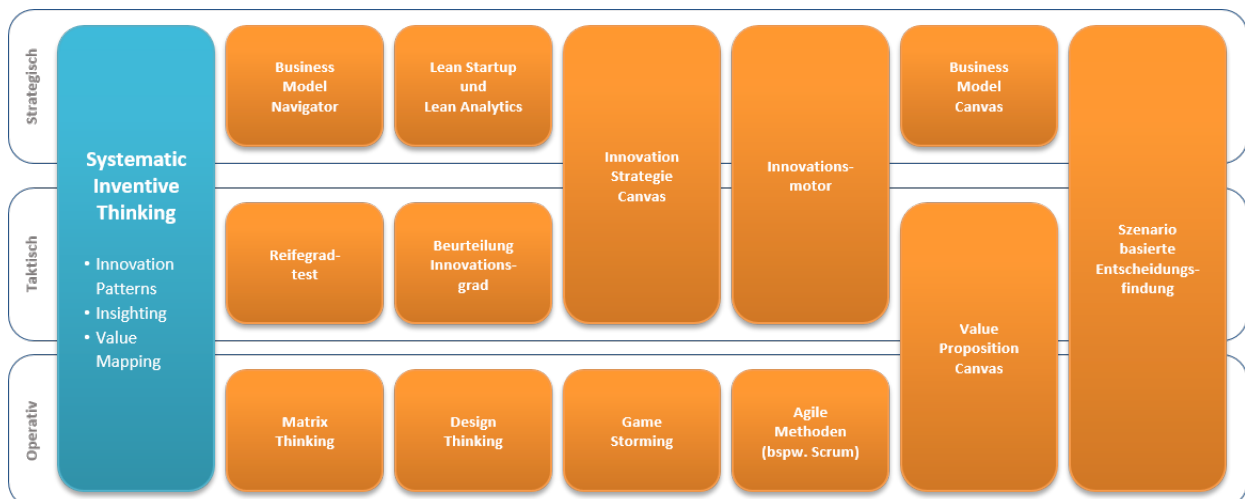 Strategisch
Systematic
Inventive
Thinking
• Innovation
Patterns
• Insighting
• Value
Mapping
Business
Model
Navigator
Lean Startup
und
Lean Analytics
Innovation
Strategie
Canvas
Innovations-
motor
Business
Model
Canvas
Szenario
basierte
Entscheidungs-
findung
Taktisch
Reifegrad-
test
Beurteilung
Innovations-
grad
Value
Proposition
Canvas
Operativ
Matrix
Thinking
Design
Thinking
Game
Storming
Agile
Methoden
(bspw. Scrum)